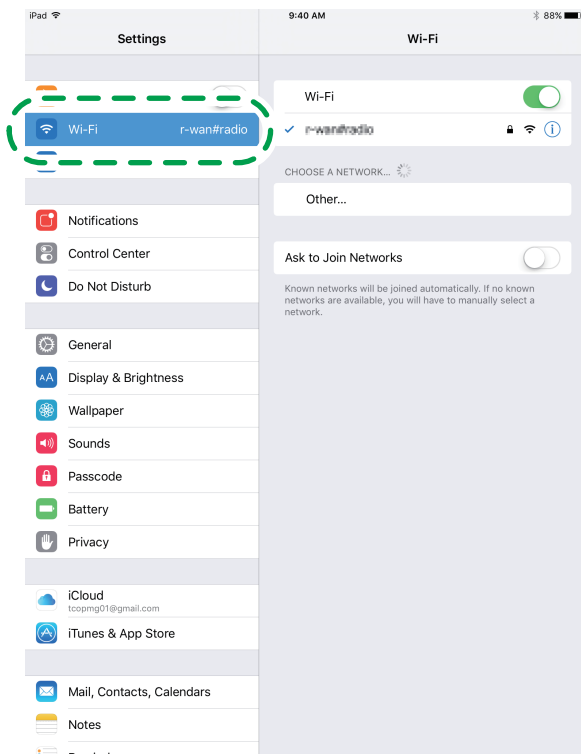 iPad
9:40 AM
88%
Settings
Wi-Fi
Wi-Fi r-wan#radio
Notifications
Control Center
Do Not Disturb
General
AA Display & Brightness
Wallpaper
Sounds
Passcode
Battery
Privacy
iCloud
tcopmg01@gmail.com
iTunes & App Store
Mail, Contacts, Calendars
Notes
Wi-Fi
r-wan#radio
CHOOSE A NETWORK...
Other...
Ask to Join Networks
Known networks will be joined automatically. If no known
networks are available, you will have to manually select a
network.